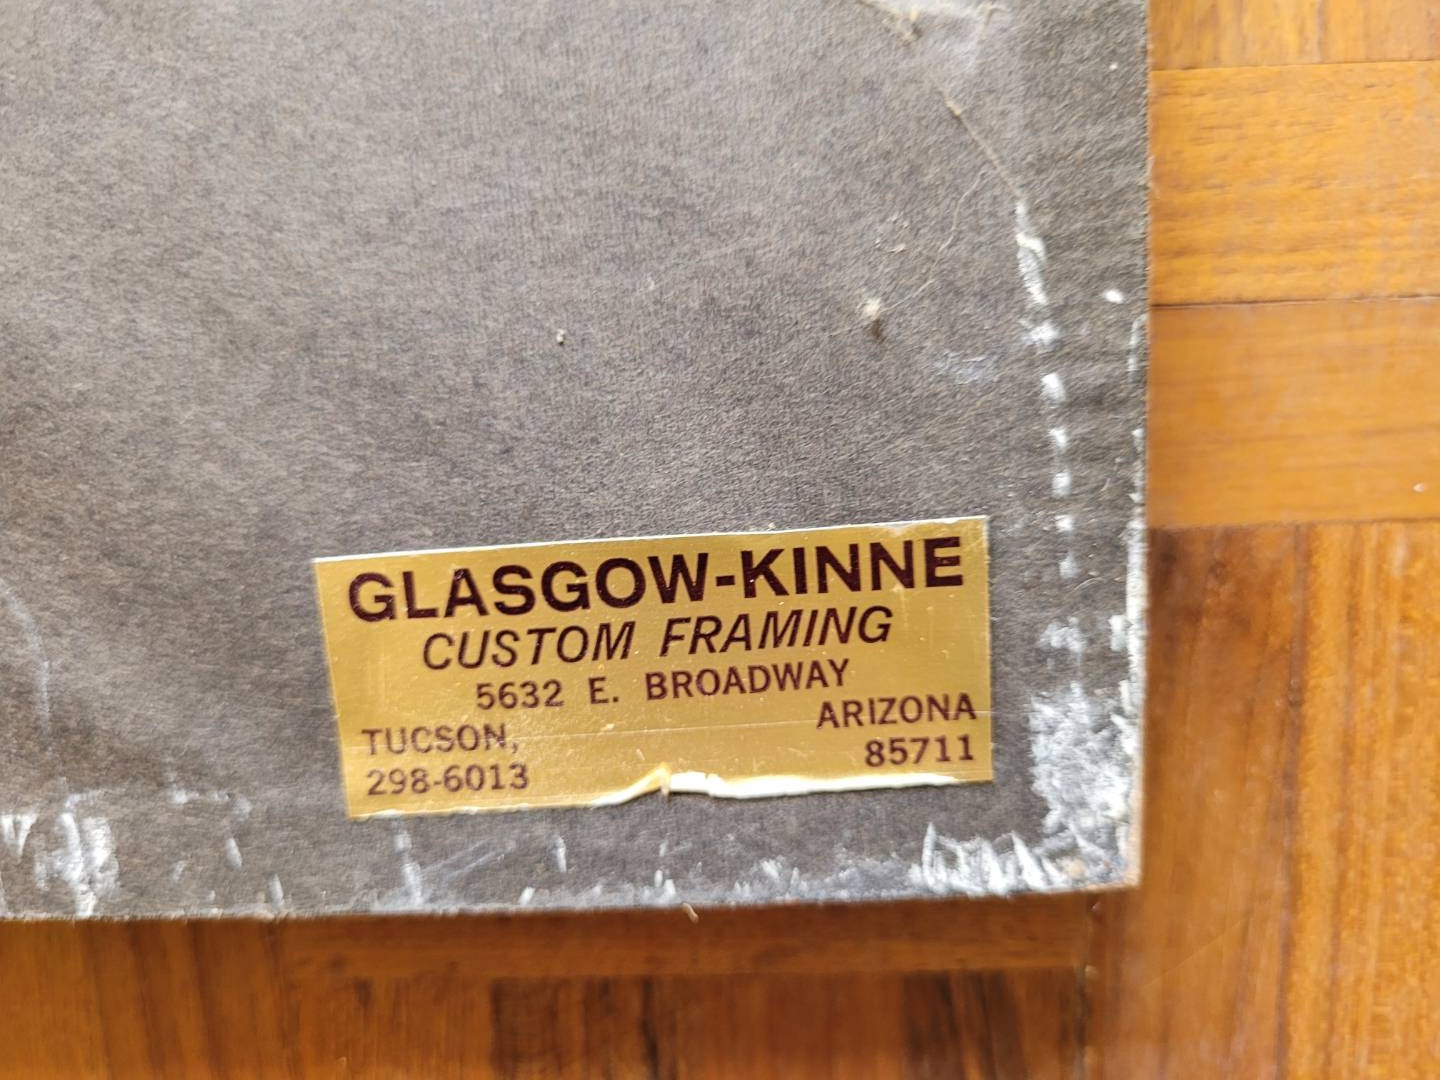 GLASGOW-KINNE
CUSTOM FRAMING
5632 E. BROADWAY
TUCSON, ARIZONA
298-6013 85711